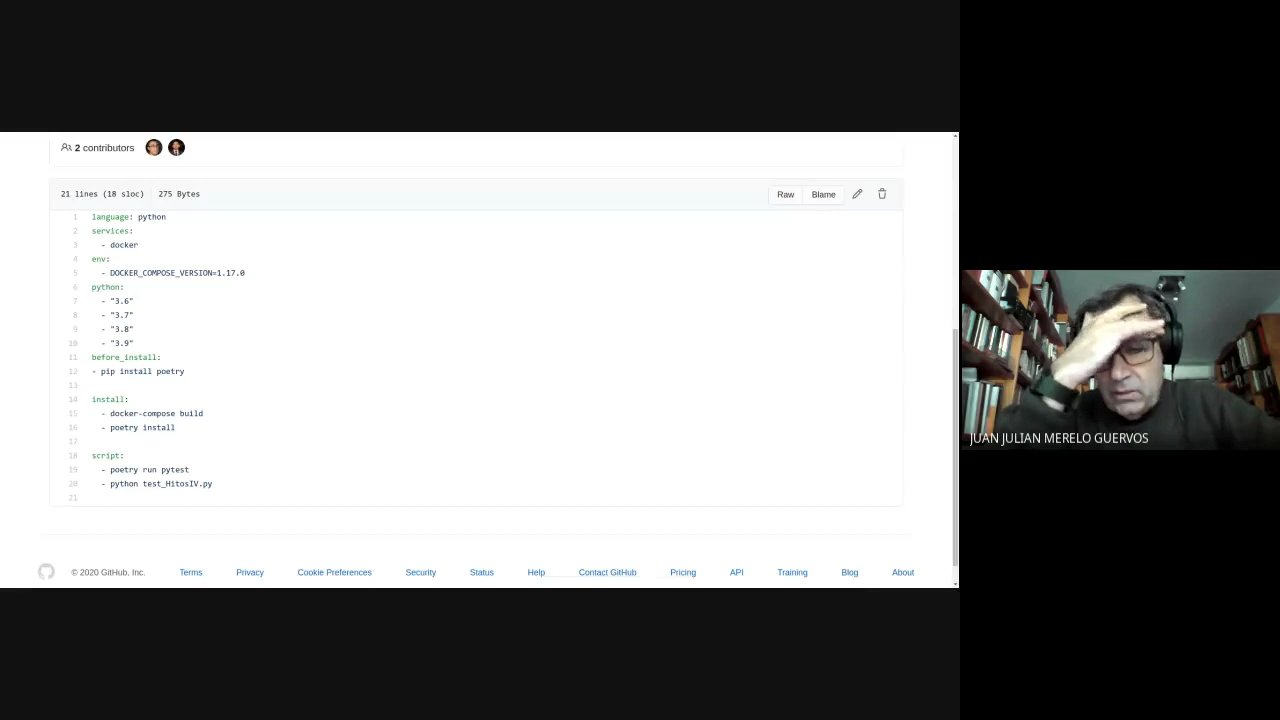 2 contributors
21 lines (18 sloc) 275 Bytes Raw Blame
1 language: python
2 services:
3 - docker
4 env:
5 - DOCKER_COMPOSE_VERSION=1.17.0
6 python:
7 - "3.6"
8 - "3.7"
9 - "3.8"
10 - "3.9"
11 before_install:
12 - pip install poetry
13
14 install:
15 - docker-compose build
16 - poetry install
17
18 script:
19 - poetry run pytest
20 - python test_HitosIV.py
21
© 2020 GitHub, Inc. Terms Privacy Cookie Preferences Security Status Help Contact GitHub Pricing API Training Blog About
JUAN JULIAN MERELO GUERVOS